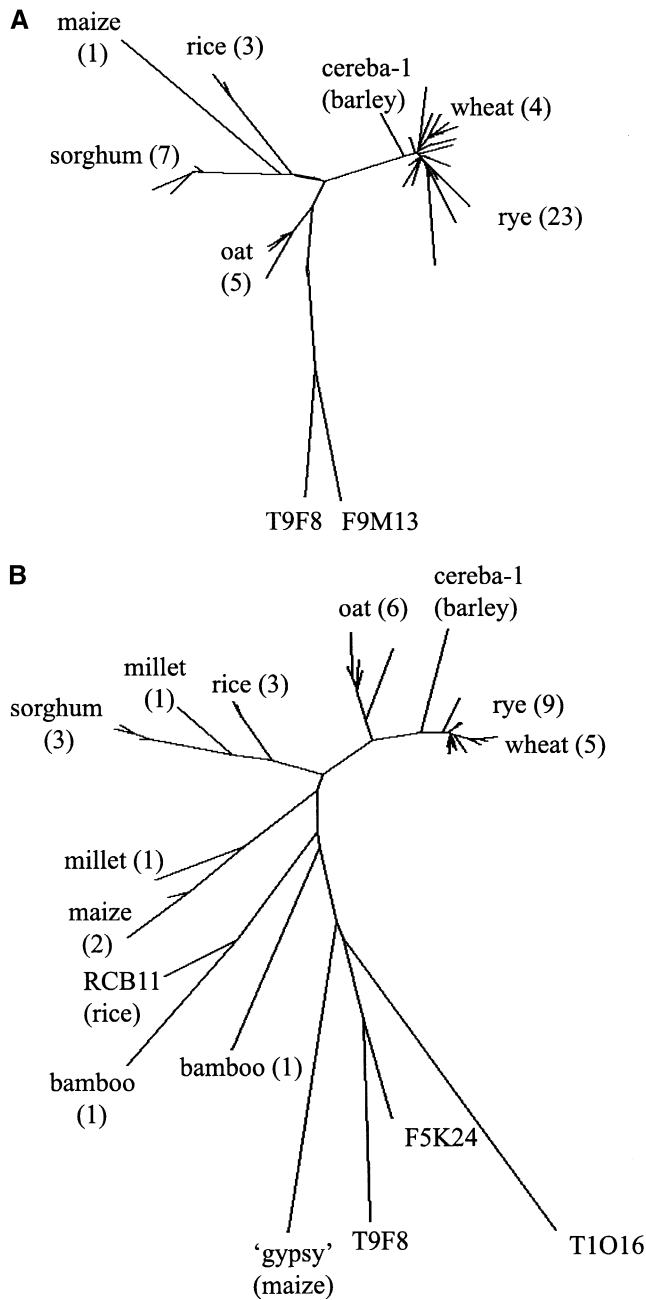 A
maize
(1)
rice (3)
cereba-1
(barley)
wheat (4)
sorghum (7)
rye (23)
oat
(5)
T9F8
F9M13
B
cereba-1
(barley)
oat (6)
millet
(1)
rice (3)
sorghum
(3)
rye (9)
wheat (5)
millet (1)
maize
(2)
RCB11
(rice)
bamboo (1)
bamboo
(1)
F5K24
T9F8
T1O16
‘gypsy’
(maize)